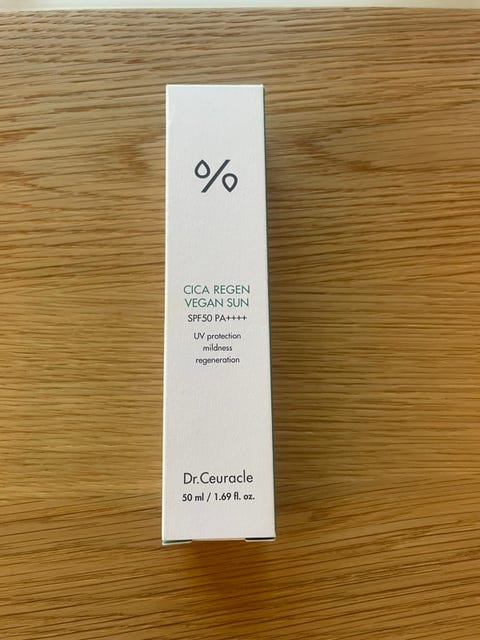 %
CICA REGEN
VEGAN SUN
SPF50 PA++++
UV protection
mildness
regeneration
Dr.Ceuracle
50 ml / 1.69 fl. oz.